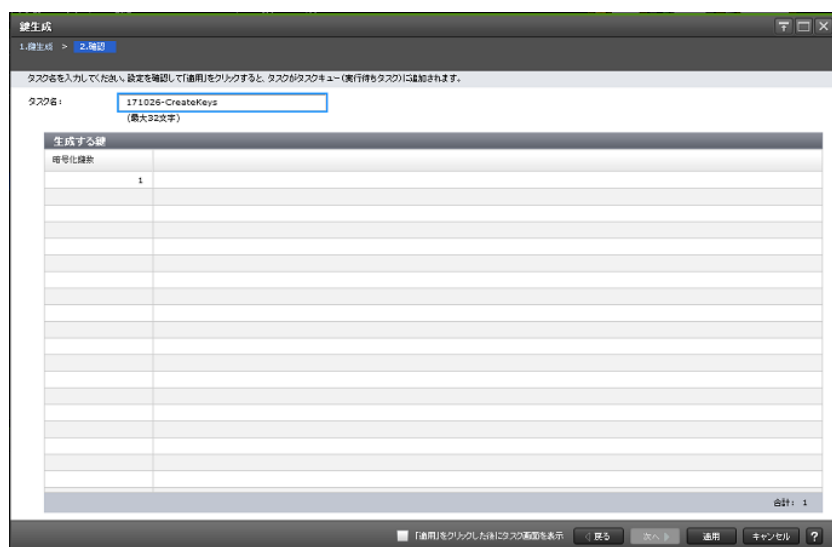 鍵生成
1.鍵生成 > 2.確認
タスク名を入力してください。設定を確認して「適用」をクリックすると、タスクがタスクキュー(実行待ちタスク)に追加されます。
タスク名: 171026-CreateKeys
(最大32文字)
生成する鍵
暗号化鍵数
1
合計: 1
「適用」をクリックした後にタスク画面を表示 戻る 次へ 適用 キャンセル ?